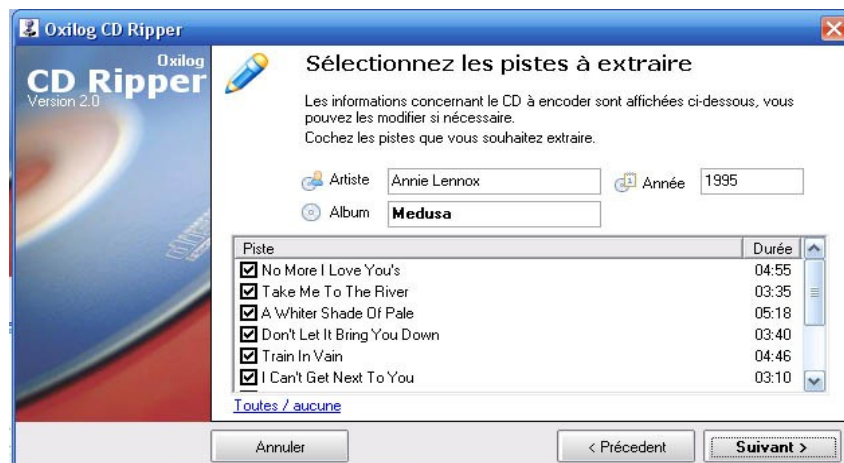 Oxilog CD Ripper
Oxilog
CD Ripper
Version 2.0
Sélectionnez les pistes à extraire
Les informations concernant le CD à encoder sont affichées ci-dessous, vous
pouvez les modifier si nécessaire.
Cochez les pistes que vous souhaitez extraire.
Artiste Annie Lennox Année 1995
Album Medusa
Piste Durée
No More I Love You's 04:55
Take Me To The River 03:35
A Whiter Shade Of Pale 05:18
Don't Let It Bring You Down 03:40
Train In Vain 04:46
I Can't Get Next To You 03:10
Toutes / aucune
Annuler < Précedent Suivant >